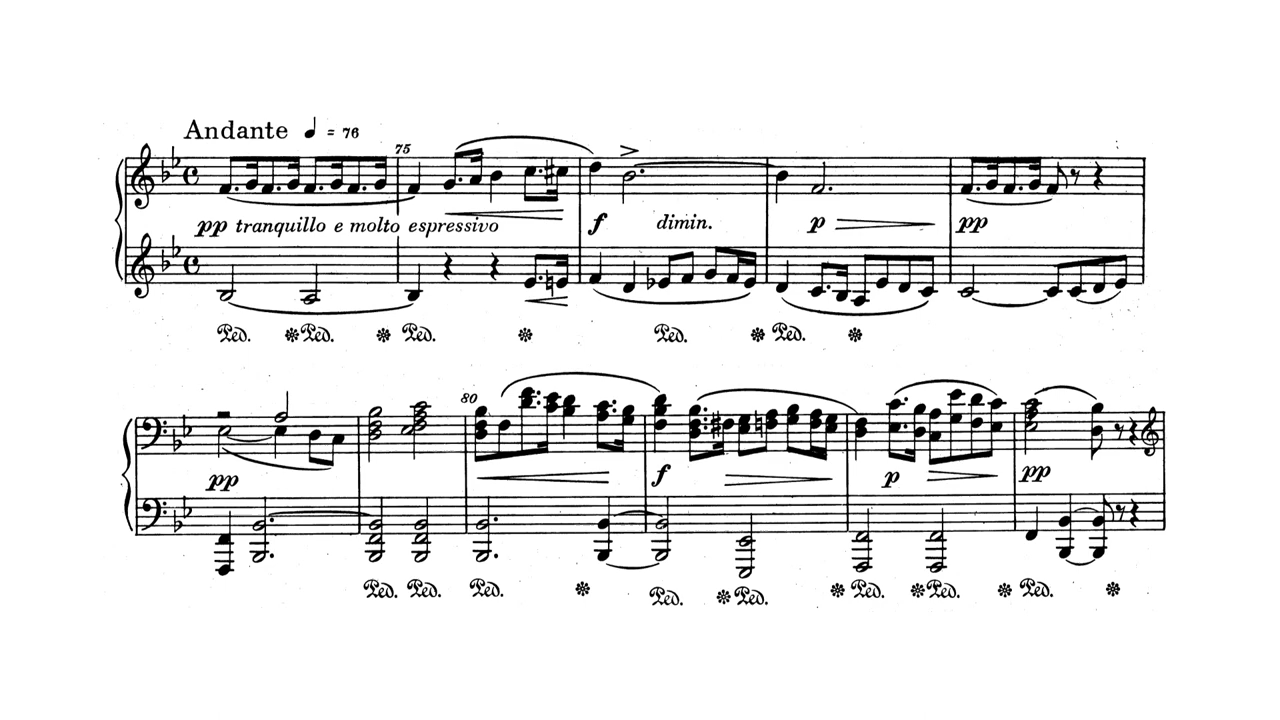 Andante ♩ = 76
75
pp tranquillo e molto espressivo f dimin. p pp
Ped. * Ped. * Ped. * Ped. * Ped. *
80
pp f p pp
Ped. Ped. Ped. * Ped. * Ped. * Ped. * Ped. * Ped. *